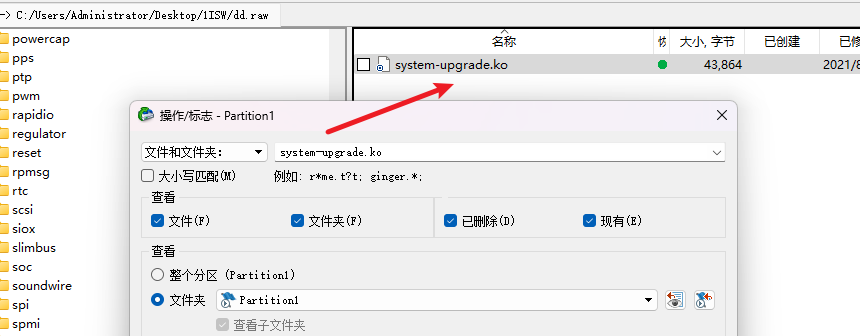 C:/Users/Administrator/Desktop/1ISW/dd.raw
powercap
pps
ptp
pwm
rapidio
regulator
reset
rpmsg
rtc
scsi
siox
slimbus
soc
soundwire
spi
spmi
名称 大小, 字节 已创建
system-upgrade.ko 43,864 2021/8
操作/标志 - Partition1
文件和文件夹: system-upgrade.ko
大小写匹配(M) 例如: r*me.t?t; ginger.*;
查看
文件(F) 文件夹(F) 已删除(D) 现有(E)
查看
整个分区 (Partition1)
文件夹 Partition1
查看子文件夹